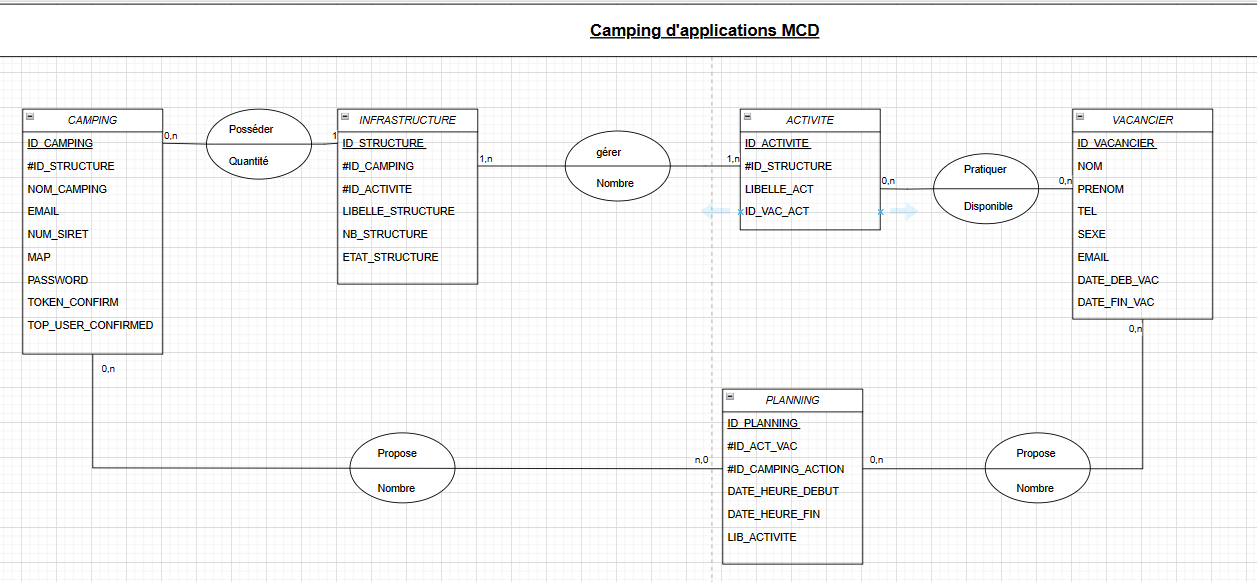 Camping d'applications MCD
CAMPING
ID_CAMPING
#ID_STRUCTURE
NOM_CAMPING
EMAIL
NUM_SIRET
MAP
PASSWORD
TOKEN_CONFIRM
TOP_USER_CONFIRMED
0,n
Posséder
Quantité
1
INFRASTRUCTURE
ID_STRUCTURE
#ID_CAMPING
#ID_ACTIVITE
LIBELLE_STRUCTURE
NB_STRUCTURE
ETAT_STRUCTURE
1,n
gérer
Nombre
1,n
ACTIVITE
ID_ACTIVITE
#ID_STRUCTURE
LIBELLE_ACT
ID_VAC_ACT
0,n
Pratiquer
Disponible
0,n
VACANCIER
ID_VACANCIER
NOM
PRENOM
TEL
SEXE
EMAIL
DATE_DEB_VAC
DATE_FIN_VAC
0,n
0,n
Propose
Nombre
n,0
PLANNING
ID_PLANNING
#ID_ACT_VAC
#ID_CAMPING_ACTION
DATE_HEURE_DEBUT
DATE_HEURE_FIN
LIB_ACTIVITE
0,n
Propose
Nombre